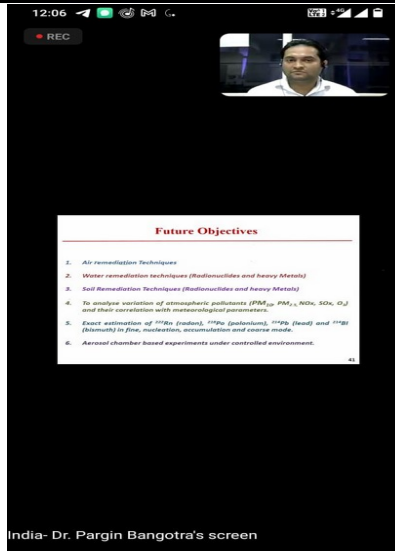 12:06
4G
REC
Future Objectives
1. Air remediation Techniques
2. Water remediation techniques (Radionuclides and heavy Metals)
3. Soil Remediation Techniques (Radionuclides and heavy Metals)
4. To analyse variation of atmospheric pollutants (PM₁₀, PM₂.₅, NOx, SOx, O₃)
and their correlation with meteorological parameters.
5. Exact estimation of ²²²Rn (radon), ²¹⁸Po (polonium), ²¹⁴Pb (lead) and ²¹⁴Bi
(bismuth) in fine, nucleation, accumulation and coarse mode.
6. Aerosol chamber based experiments under controlled environment.
41
India- Dr. Pargin Bangotra's screen